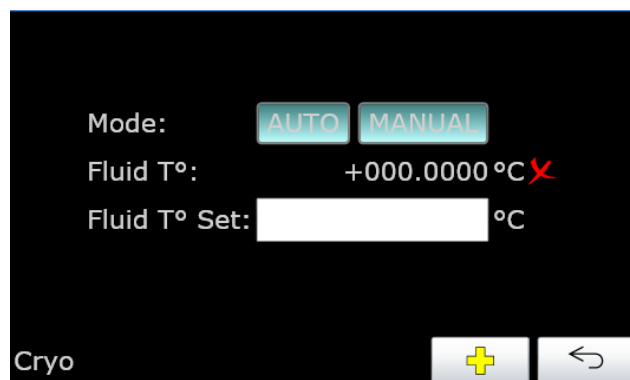 Mode: AUTO MANUAL
Fluid T°: +000.0000 °C
Fluid T° Set: °C
Cryo